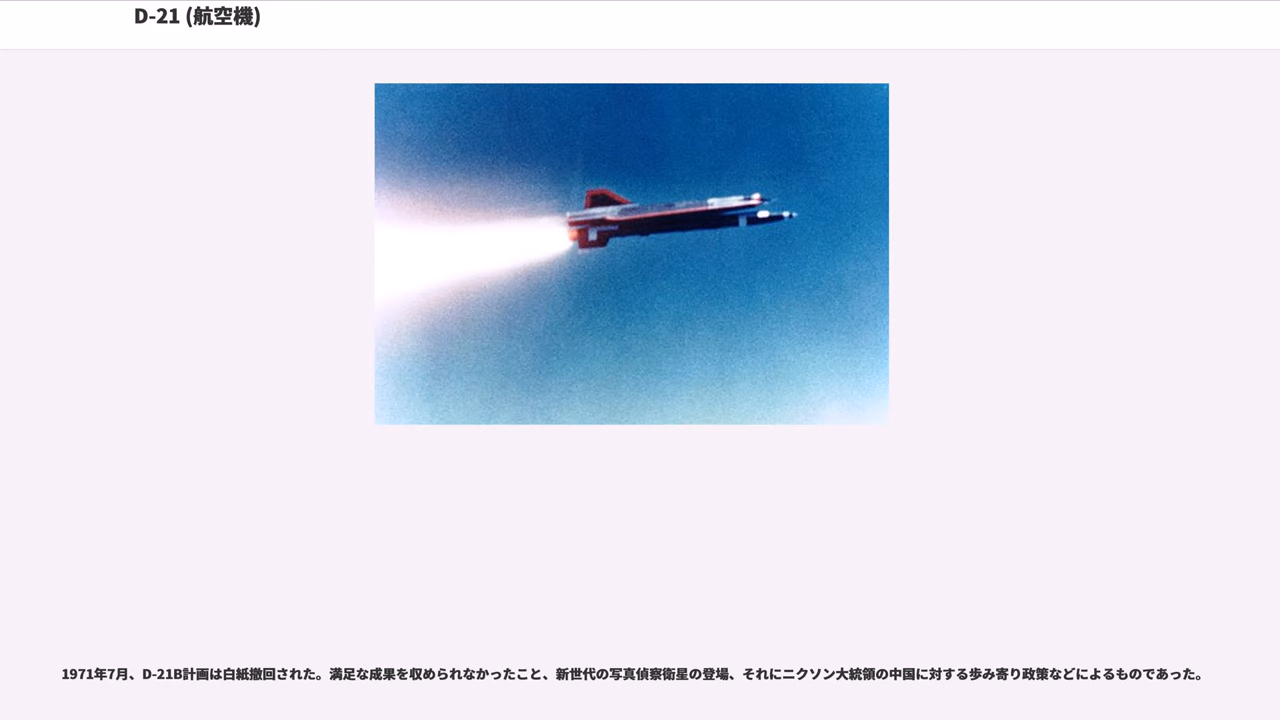 D-21 (航空機)
1971年7月、D-21B計画は白紙撤回された。満足な成果を収められなかったこと、新世代の写真偵察衛星の登場、それにニクソン大統領の中国に対する歩み寄り政策などによるものであった。